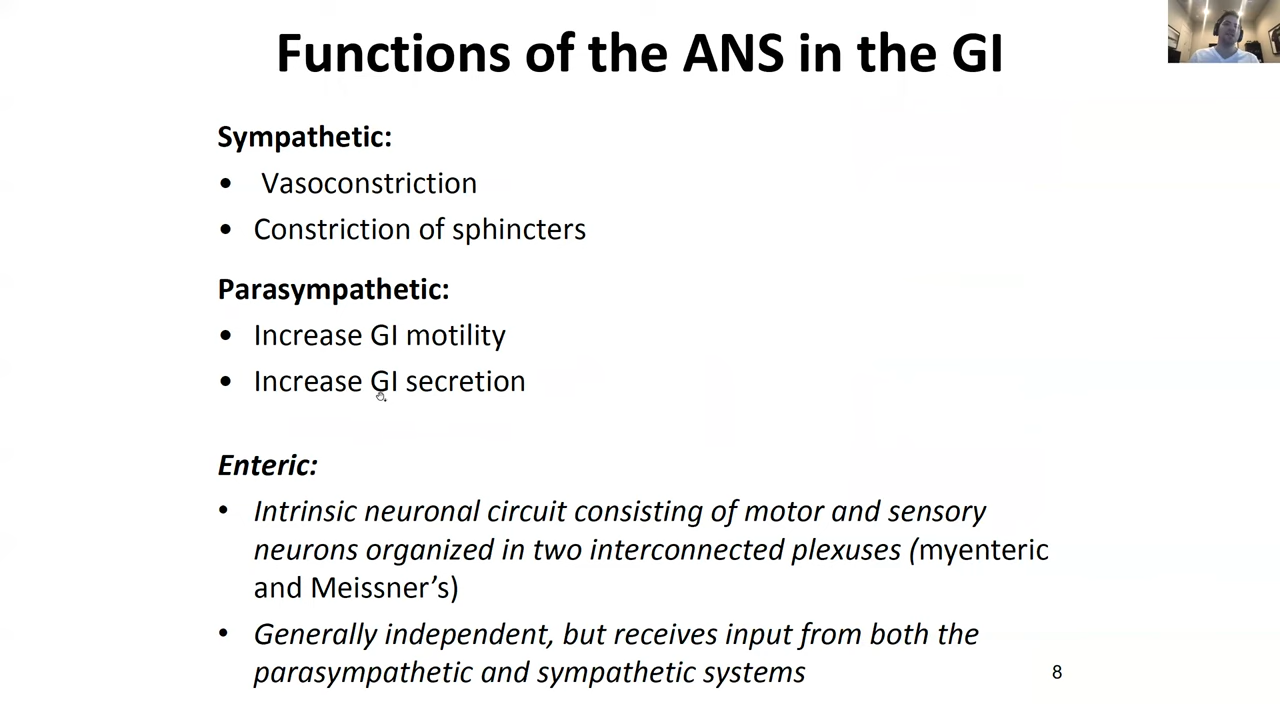 Functions of the ANS in the GI
Sympathetic:
• Vasoconstriction
• Constriction of sphincters
Parasympathetic:
• Increase GI motility
• Increase GI secretion
Enteric:
• Intrinsic neuronal circuit consisting of motor and sensory
neurons organized in two interconnected plexuses (myenteric
and Meissner’s)
• Generally independent, but receives input from both the
parasympathetic and sympathetic systems
8